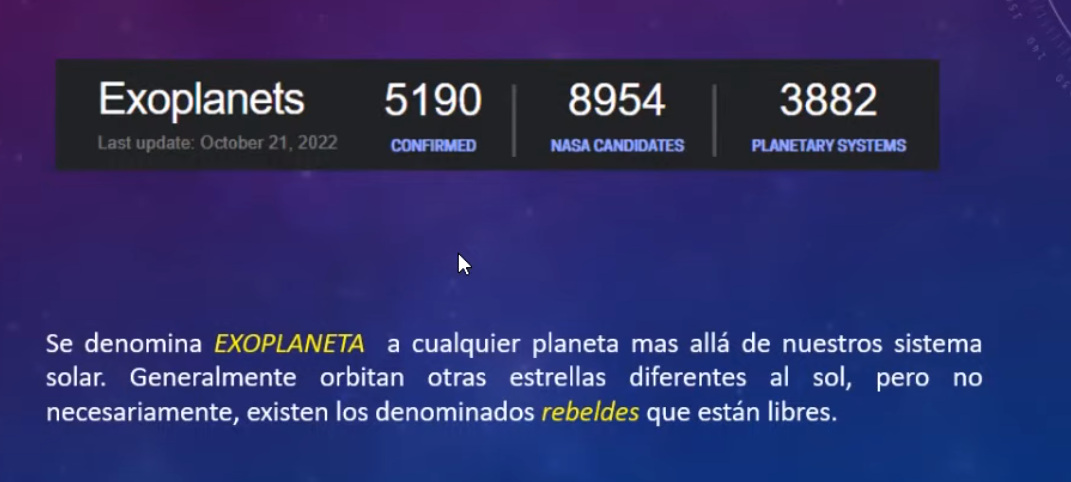 Exoplanets 5190 8954 3882
Last update: October 21, 2022 CONFIRMED NASA CANDIDATES PLANETARY SYSTEMS
Se denomina EXOPLANETA a cualquier planeta mas allá de nuestros sistema
solar. Generalmente orbitan otras estrellas diferentes al sol, pero no
necesariamente, existen los denominados rebeldes que están libres.